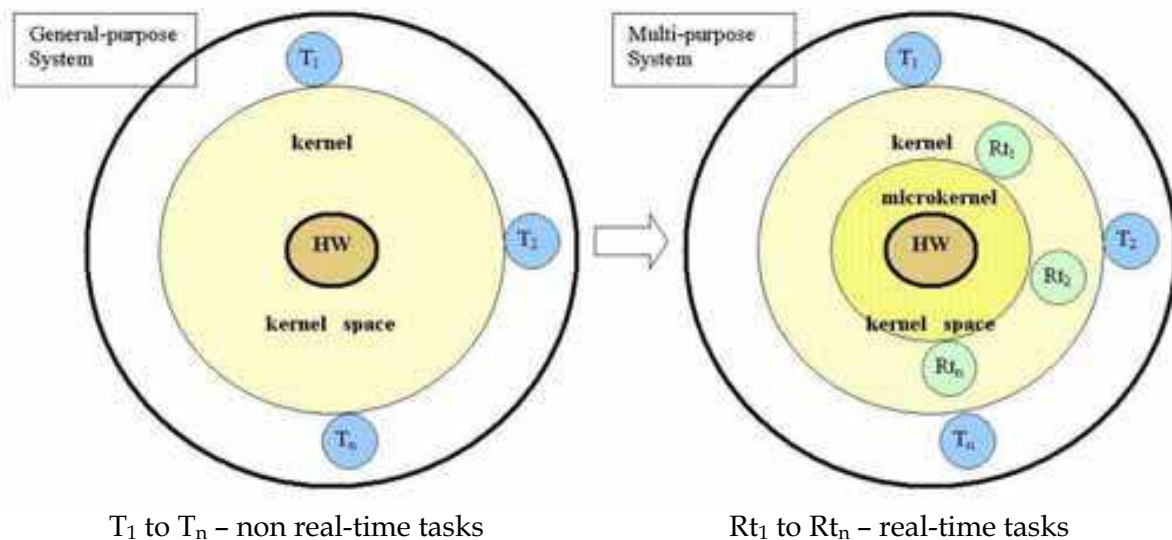 General-purpose
System
T₁
kernel
HW
T₂
kernel space
Tₙ
Multi-purpose
System
T₁
kernel
Rt₁
microkernel
HW
T₂
Rt₂
kernel space
Rtₙ
Tₙ
T₁ to Tₙ – non real-time tasks
Rt₁ to Rtₙ – real-time tasks